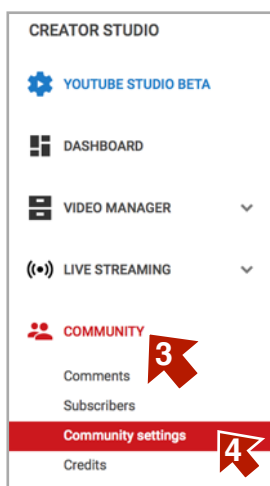 CREATOR STUDIO
YOUTUBE STUDIO BETA
DASHBOARD
VIDEO MANAGER
LIVE STREAMING
COMMUNITY
3
Comments
Subscribers
Community settings
4
Credits